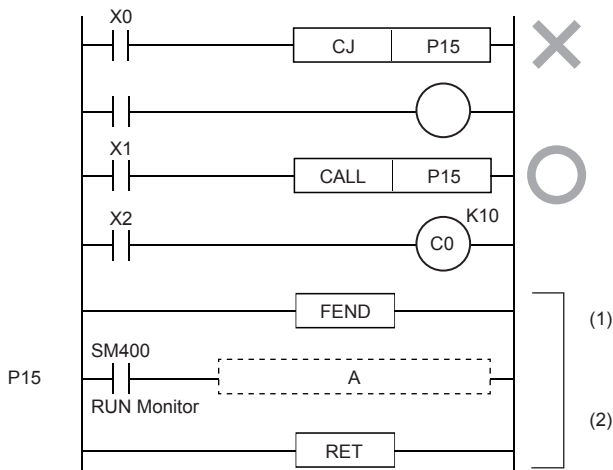 X0
CJ P15
X1
CALL P15
X2
K10
C0
FEND
(1)
SM400
P15
A
RUN Monitor
(2)
RET